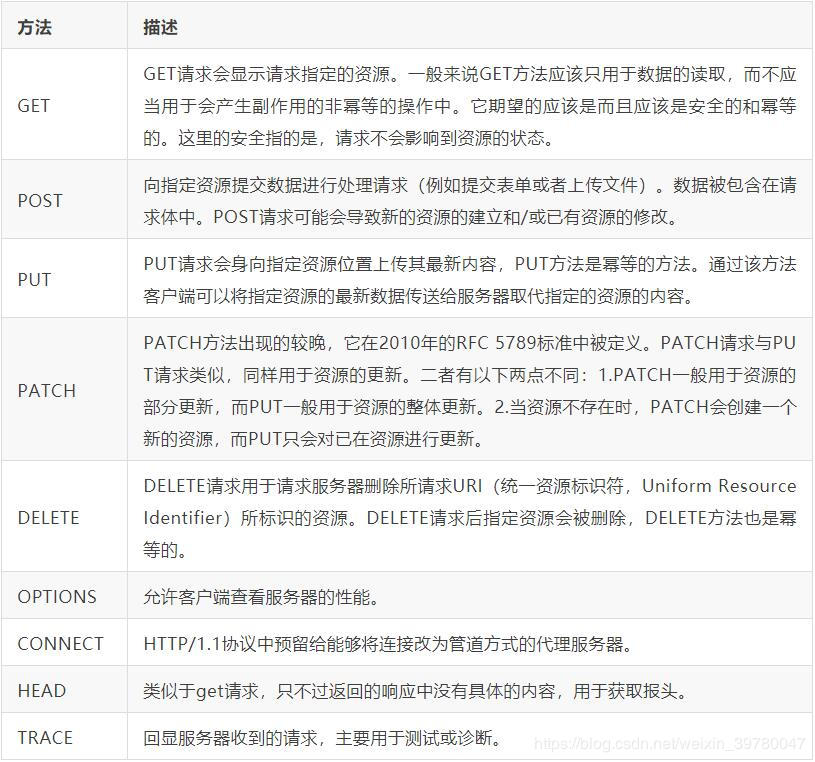 方法 描述
GET
GET请求会显示请求指定的资源。一般来说GET方法应该只用于数据的读取，而不应
当用于会产生副作用的非幂等的操作中。它期望的应该是而且应该是安全的和幂等
的。这里的安全指的是，请求不会影响到资源的状态。
POST
向指定资源提交数据进行处理请求（例如提交表单或者上传文件）。数据被包含在请
求体中。POST请求可能会导致新的资源的建立和/或已有资源的修改。
PUT
PUT请求会身向指定资源位置上传其最新内容，PUT方法是幂等的方法。通过该方法
客户端可以将指定资源的最新数据传送给服务器取代指定的资源的内容。
PATCH
PATCH方法出现的较晚，它在2010年的RFC 5789标准中被定义。PATCH请求与PU
T请求类似，同样用于资源的更新。二者有以下两点不同：1.PATCH一般用于资源的
部分更新，而PUT一般用于资源的整体更新。2.当资源不存在时，PATCH会创建一个
新的资源，而PUT只会对已在资源进行更新。
DELETE
DELETE请求用于请求服务器删除所请求URI（统一资源标识符，Uniform Resource
Identifier）所标识的资源。DELETE请求后指定资源会被删除，DELETE方法也是幂
等的。
OPTIONS 允许客户端查看服务器的性能。
CONNECT HTTP/1.1协议中预留给能够将连接改为管道方式的代理服务器。
HEAD 类似于get请求，只不过返回的响应中没有具体的内容，用于获取报头。
TRACE 回显服务器收到的请求，主要用于测试或诊断。
https://blog.csdn.net/weixin_39780047